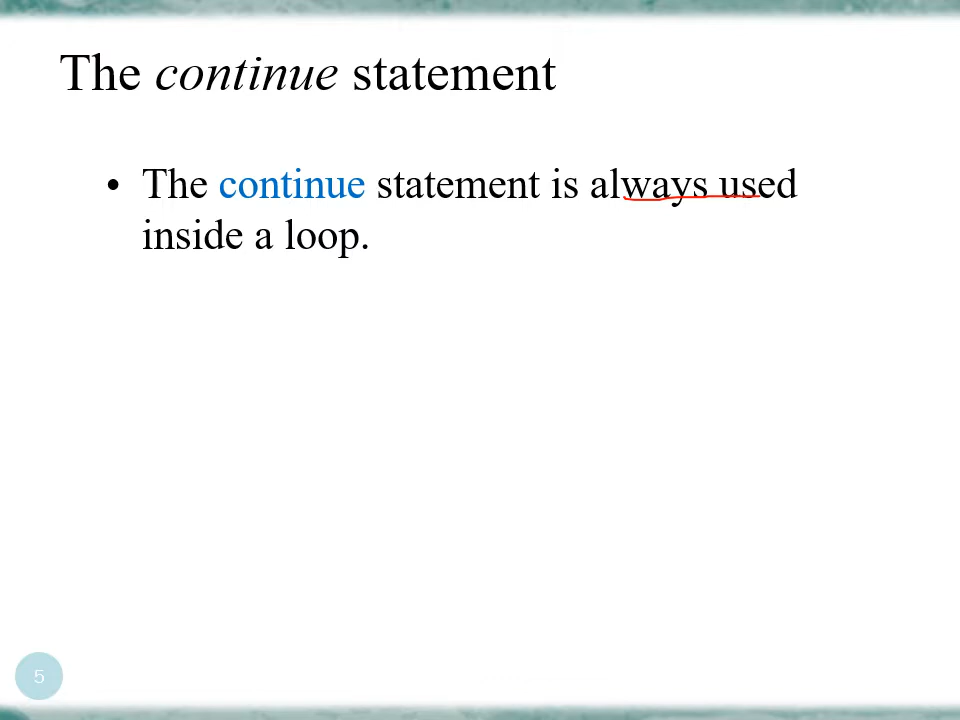 The continue statement
• The continue statement is always used
inside a loop.
5